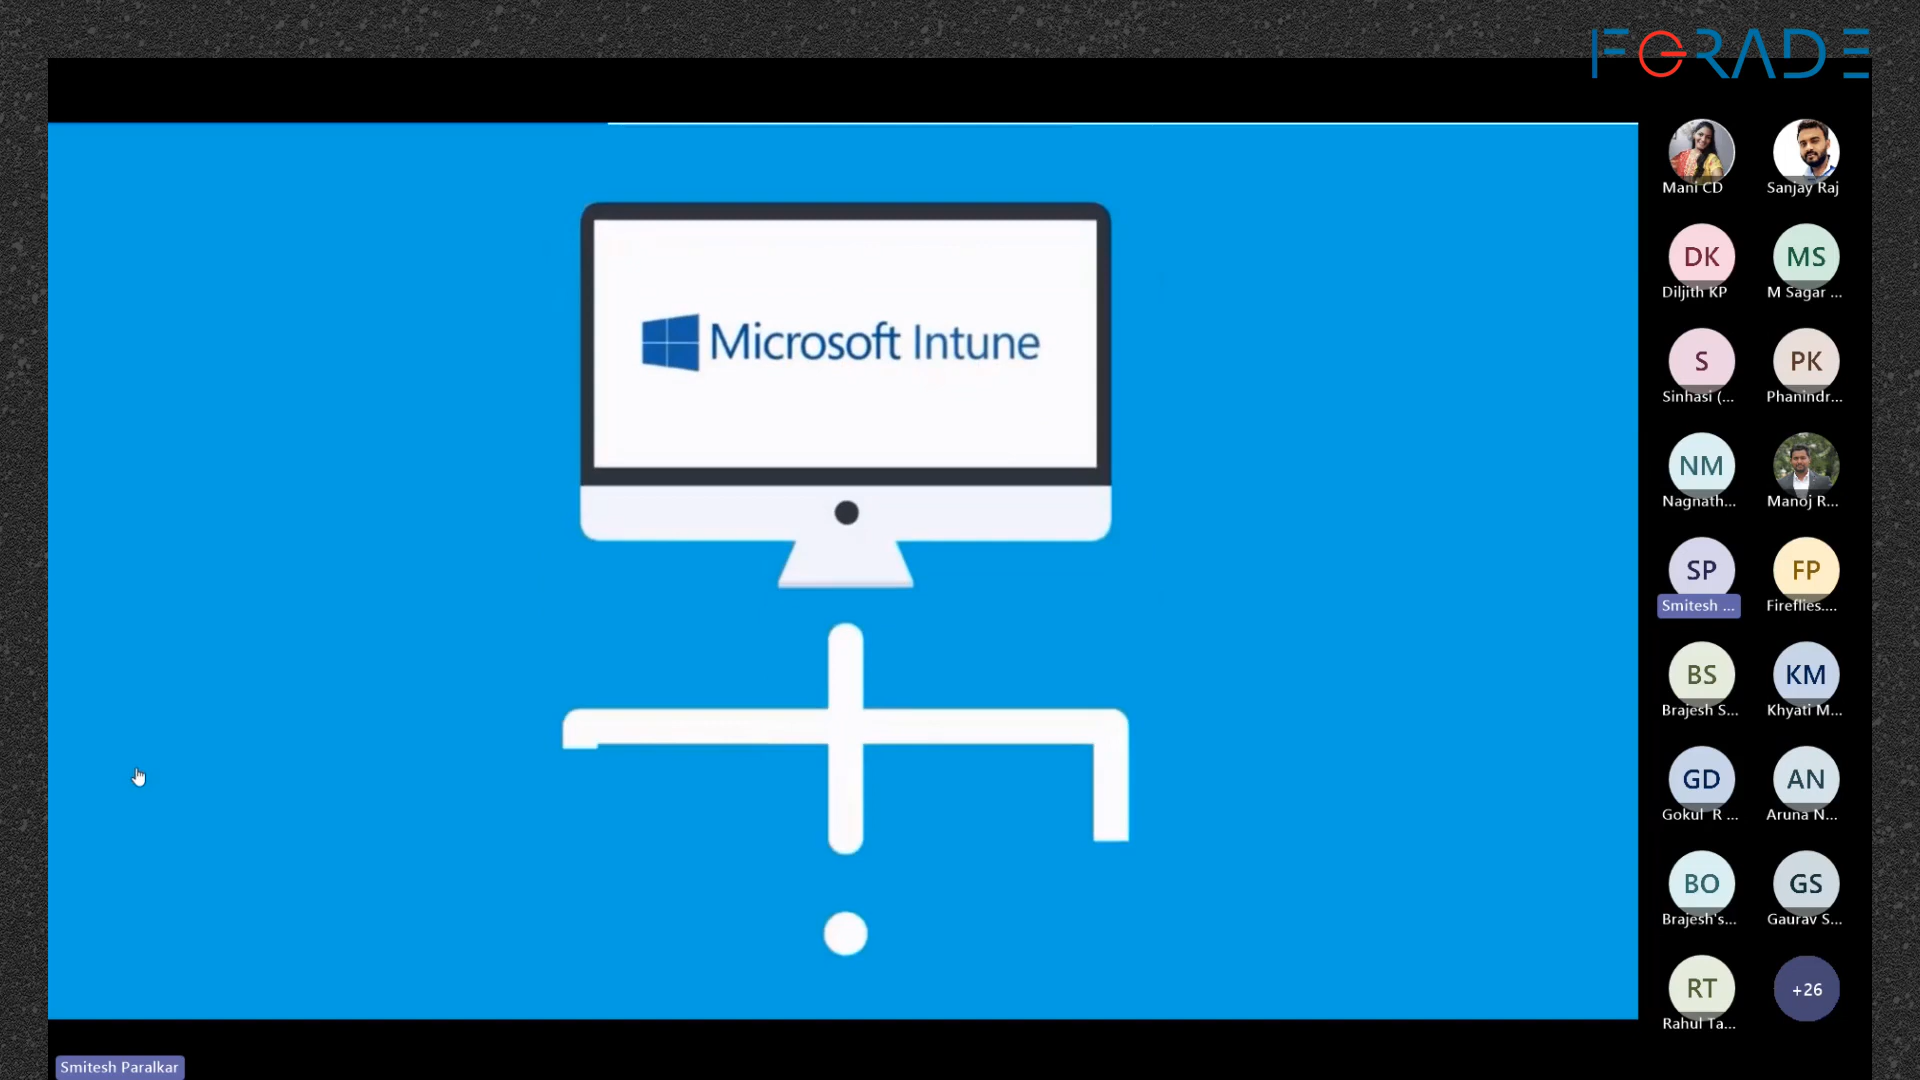 FGRADE
Microsoft Intune
Mani CD
Sanjay Raj
DK
Diljith KP
MS
M Sagar ...
S
Sinhasi (...
PK
Phanindr...
NM
Nagnath...
Manoj R...
SP
Smitesh ...
FP
Fireflies....
BS
Brajesh S...
KM
Khyati M...
GD
Gokul R ...
AN
Aruna N...
BO
Brajesh's...
GS
Gaurav S...
RT
Rahul Ta...
+26
Smitesh Paralkar